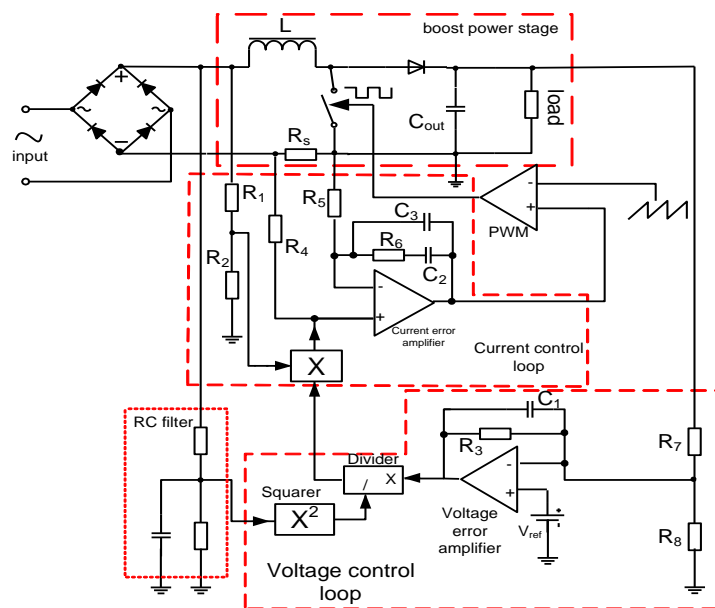 boost power stage
L
+
~
~
−
input
Rs
Cout
load
R1
R5
C3
-
+
PWM
R2
R4
R6
C2
-
+
Current error
amplifier
Current control
loop
X
C1
RC filter
R3
R7
Divider
X
/
-
+
Squarer
X²
Voltage
error
amplifier
Vref
+
-
R8
Voltage control
loop